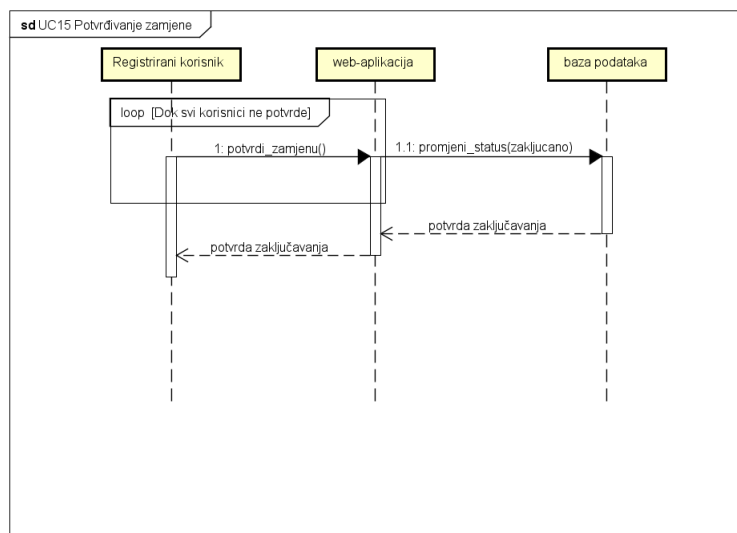 sd UC15 Potvrđivanje zamjene
Registrirani korisnik
web-aplikacija
baza podataka
loop [Dok svi korisnici ne potvrde]
1: potvrdi_zamjenu()
1.1: promjeni_status(zakljucano)
potvrda zaključavanja
potvrda zaključavanja